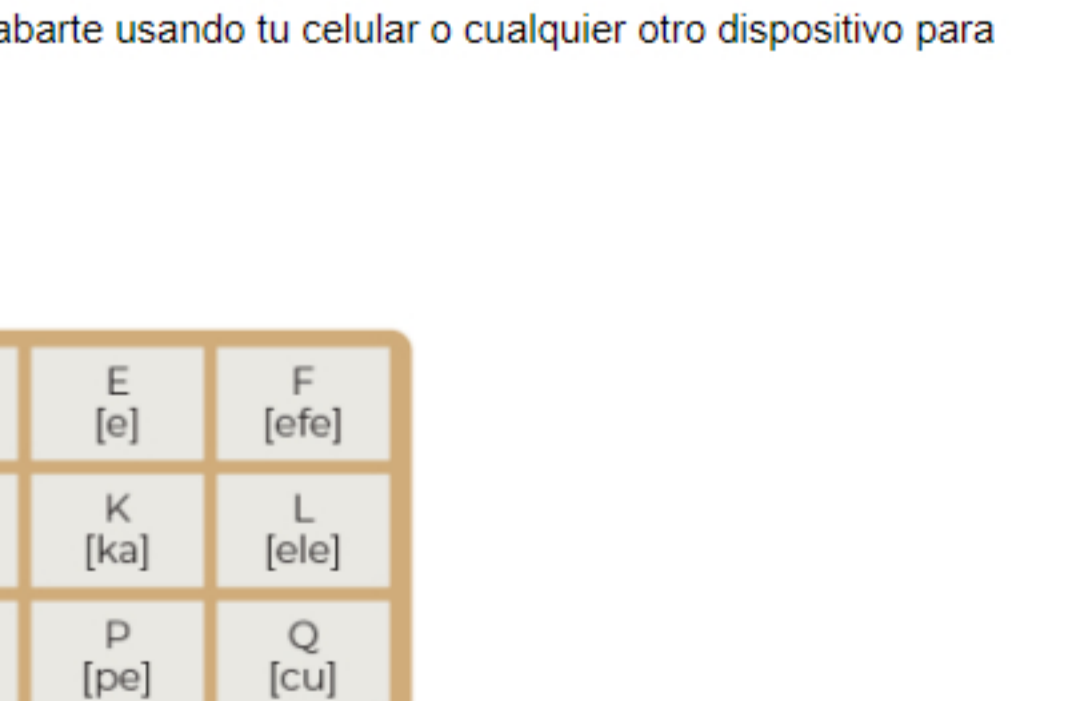 abarte usando tu celular o cualquier otro dispositivo para
E F
[e] [efe]
K L
[ka] [ele]
P Q
[pe] [cu]